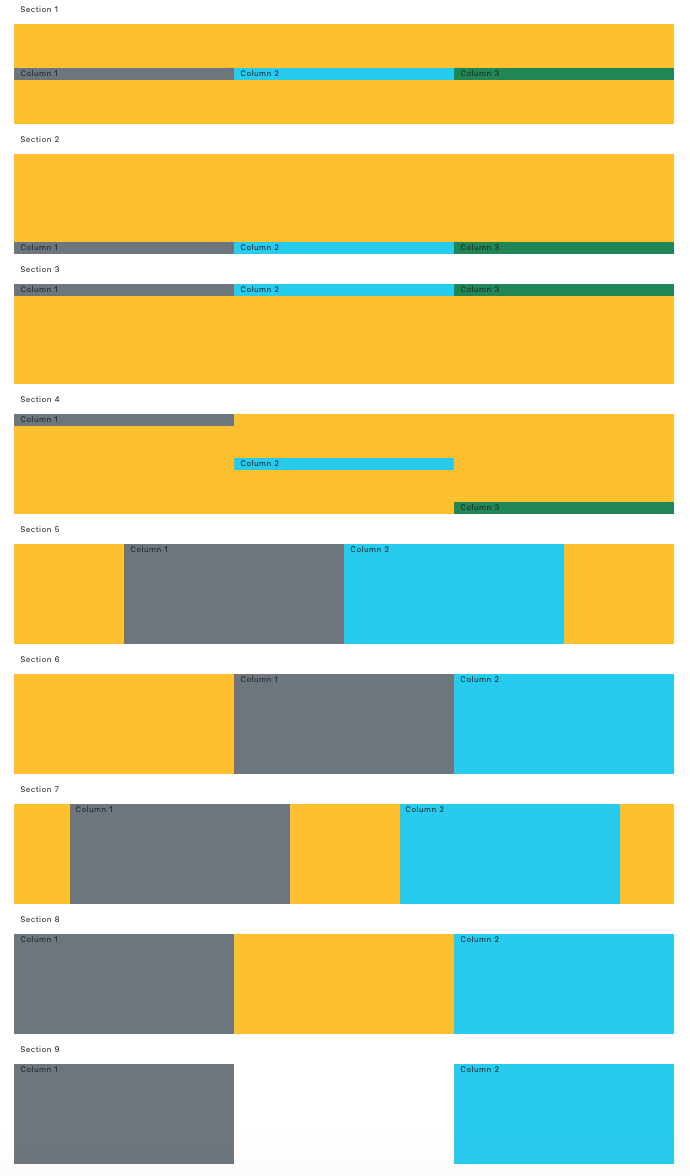 Section 1
Column 1 Column 2 Column 3
Section 2
Column 1 Column 2 Column 3
Section 3
Column 1 Column 2 Column 3
Section 4
Column 1
Column 2
Column 3
Section 5
Column 1 Column 2
Section 6
Column 1 Column 2
Section 7
Column 1 Column 2
Section 8
Column 1 Column 2
Section 9
Column 1 Column 2